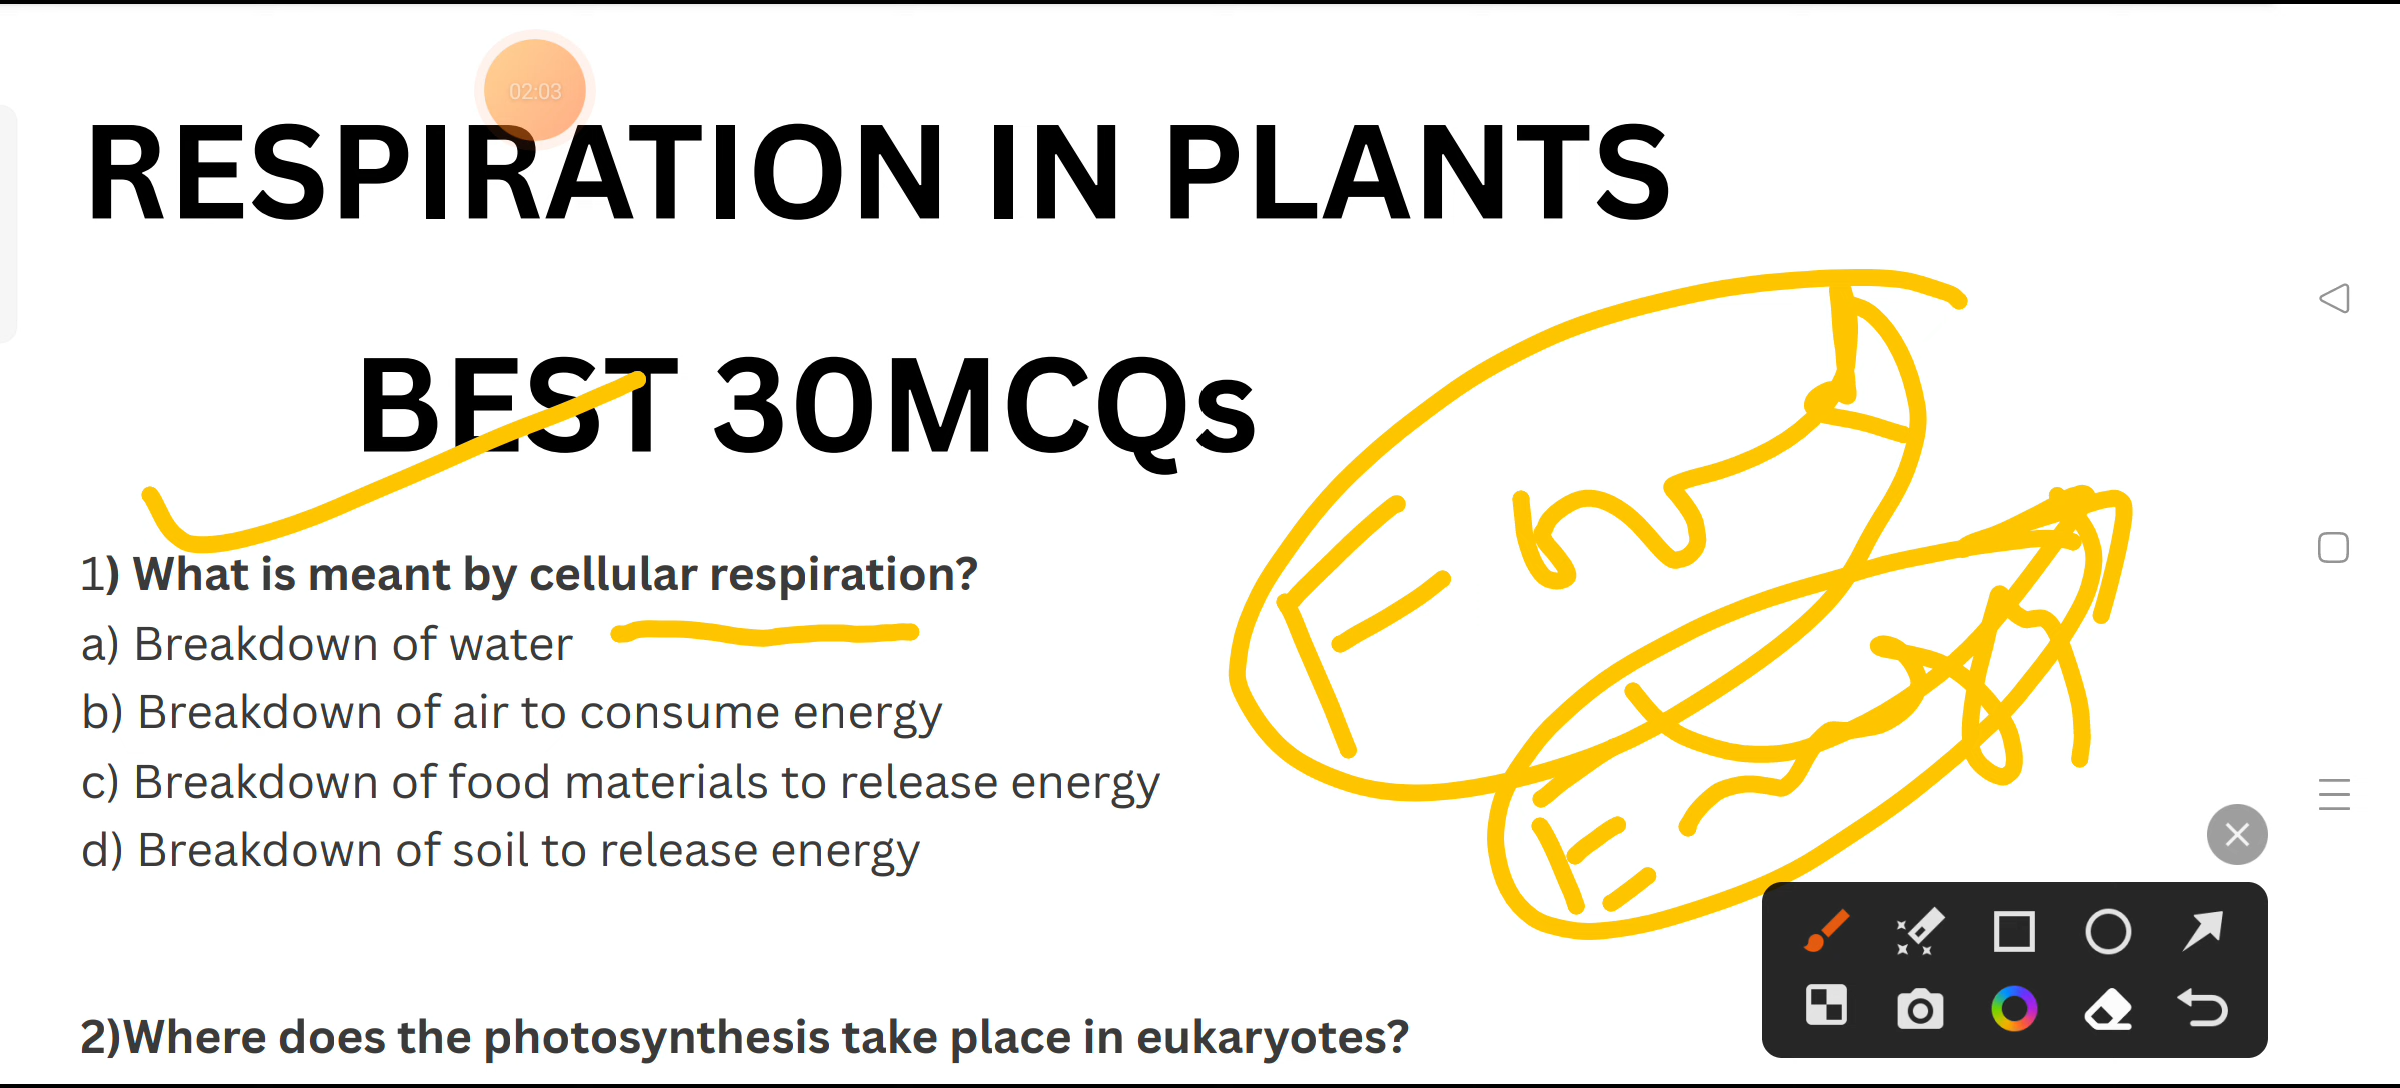 02:03
RESPIRATION IN PLANTS
BEST 30MCQs
1) What is meant by cellular respiration?
a) Breakdown of water
b) Breakdown of air to consume energy
c) Breakdown of food materials to release energy
d) Breakdown of soil to release energy
2)Where does the photosynthesis take place in eukaryotes?